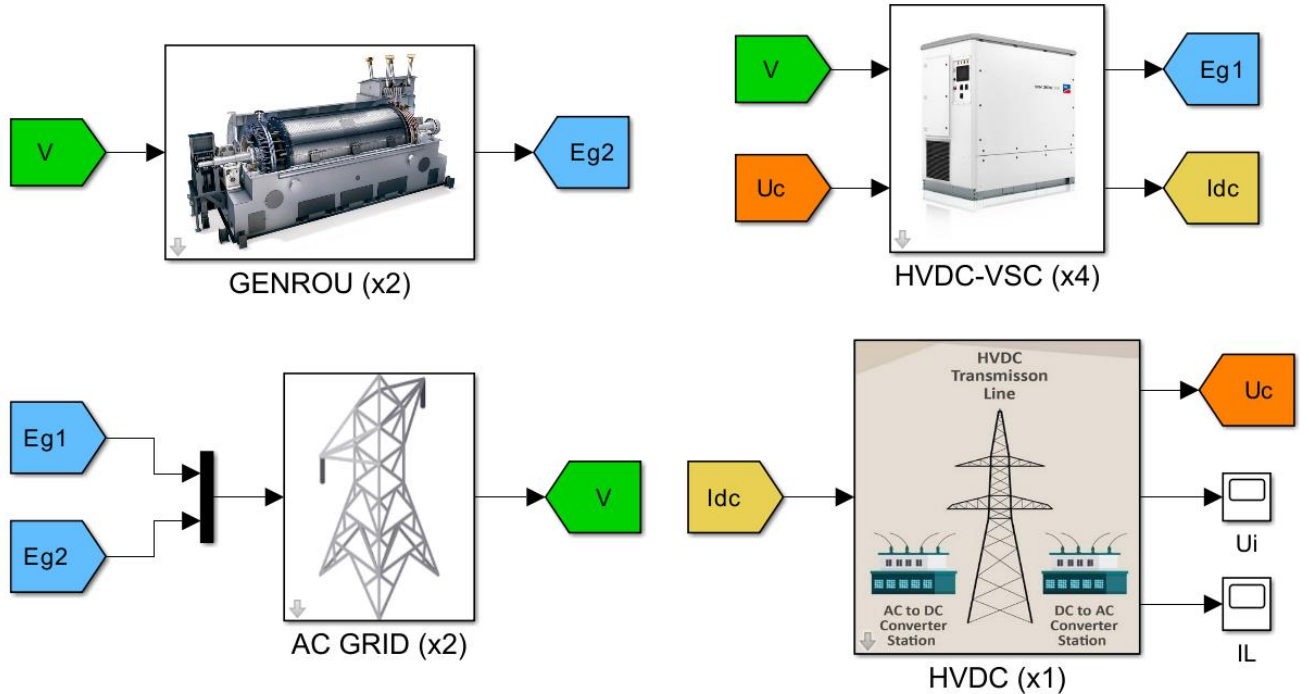 V
Eg2
GENROU (x2)
V
Uc
Eg1
Idc
HVDC-VSC (x4)
Eg1
Eg2
V
AC GRID (x2)
Idc
HVDC
Transmisson
Line
AC to DC
Converter
Station
DC to AC
Converter
Station
Uc
Ui
IL
HVDC (x1)